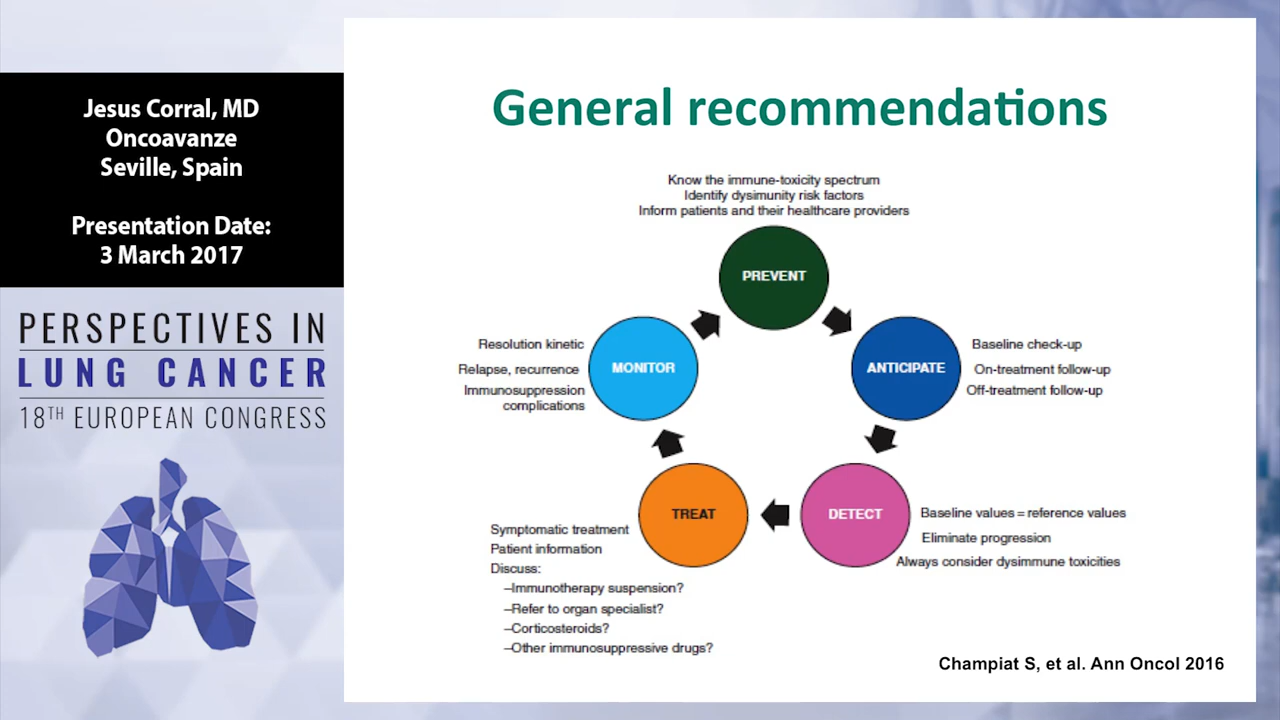 Jesus Corral, MD
Oncoavanze
Seville, Spain
Presentation Date:
3 March 2017
PERSPECTIVES IN
LUNG CANCER
18TH EUROPEAN CONGRESS
General recommendations
Know the immune-toxicity spectrum
Identify dysimunity risk factors
Inform patients and their healthcare providers
PREVENT
ANTICIPATE
Baseline check-up
On-treatment follow-up
Off-treatment follow-up
DETECT
Baseline values = reference values
Eliminate progression
Always consider dysimmune toxicities
TREAT
Symptomatic treatment
Patient information
Discuss:
–Immunotherapy suspension?
–Refer to organ specialist?
–Corticosteroids?
–Other immunosuppressive drugs?
MONITOR
Resolution kinetic
Relapse, recurrence
Immunosuppression
complications
Champiat S, et al. Ann Oncol 2016